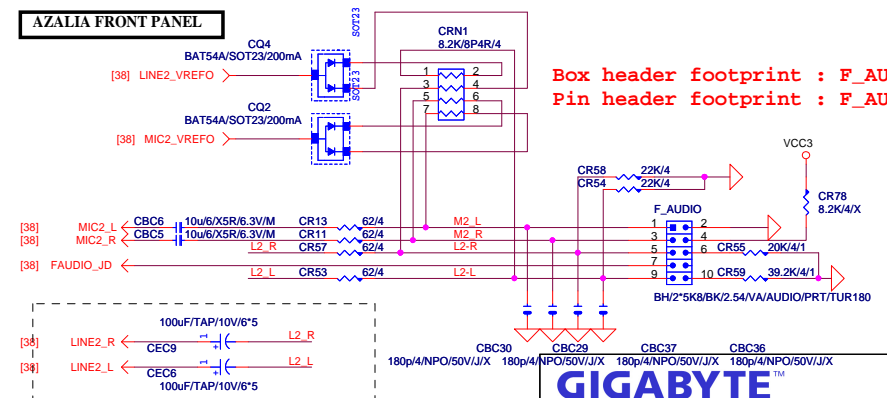 AZALIA FRONT PANEL
SOT23
CQ4
BAT54A/SOT23/200mA
CRN1
8.2K/8P4R/4
[38] LINE2_VREFO
SOT23
1 2
3 4
5 6
7 8
Box header footprint : F_AU
Pin header footprint : F_AU
CQ2
BAT54A/SOT23/200mA
[38] MIC2_VREFO
VCC3
CR58 22K/4
CR54 22K/4
CR78
8.2K/4/X
F_AUDIO
[38] MIC2_L CBC6 10u/6/X5R/6.3V/M CR13 62/4 M2_L 1 2
[38] MIC2_R CBC5 10u/6/X5R/6.3V/M CR11 62/4 M2_R 3 4
L2_R CR57 62/4 L2-R 5 6 CR55 20K/4/1
[38] FAUDIO_JD 7
L2_L CR53 62/4 L2-L 9 10 CR59 39.2K/4/1
BH/2*5K8/BK/2.54/VA/AUDIO/PRT/TUR180
100uF/TAP/10V/6*5
[38] LINE2_R CEC9 1 + L2_R
[38] LINE2_L CEC6 1 + L2_L
100uF/TAP/10V/6*5
CBC30 CBC29 CBC37 CBC36
180p/4/NPO/50V/J/X 180p/4/NPO/50V/J/X 180p/4/NPO/50V/J/X 180p/4/NPO/50V/J/X
GIGABYTE™